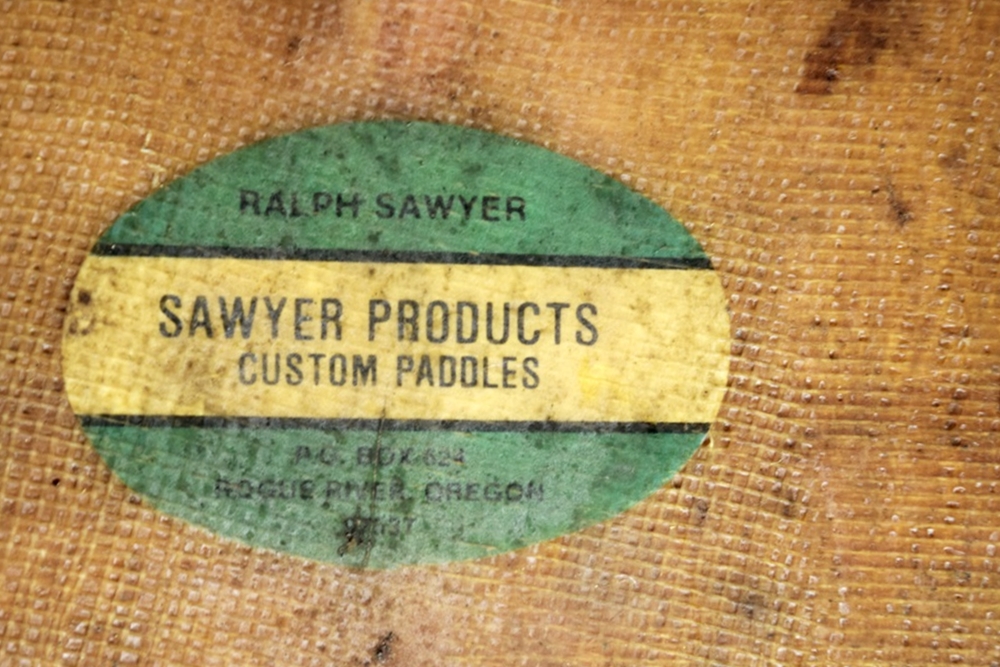 RALPH SAWYER
SAWYER PRODUCTS
CUSTOM PADDLES
P.O. BOX 624
ROGUE RIVER, OREGON